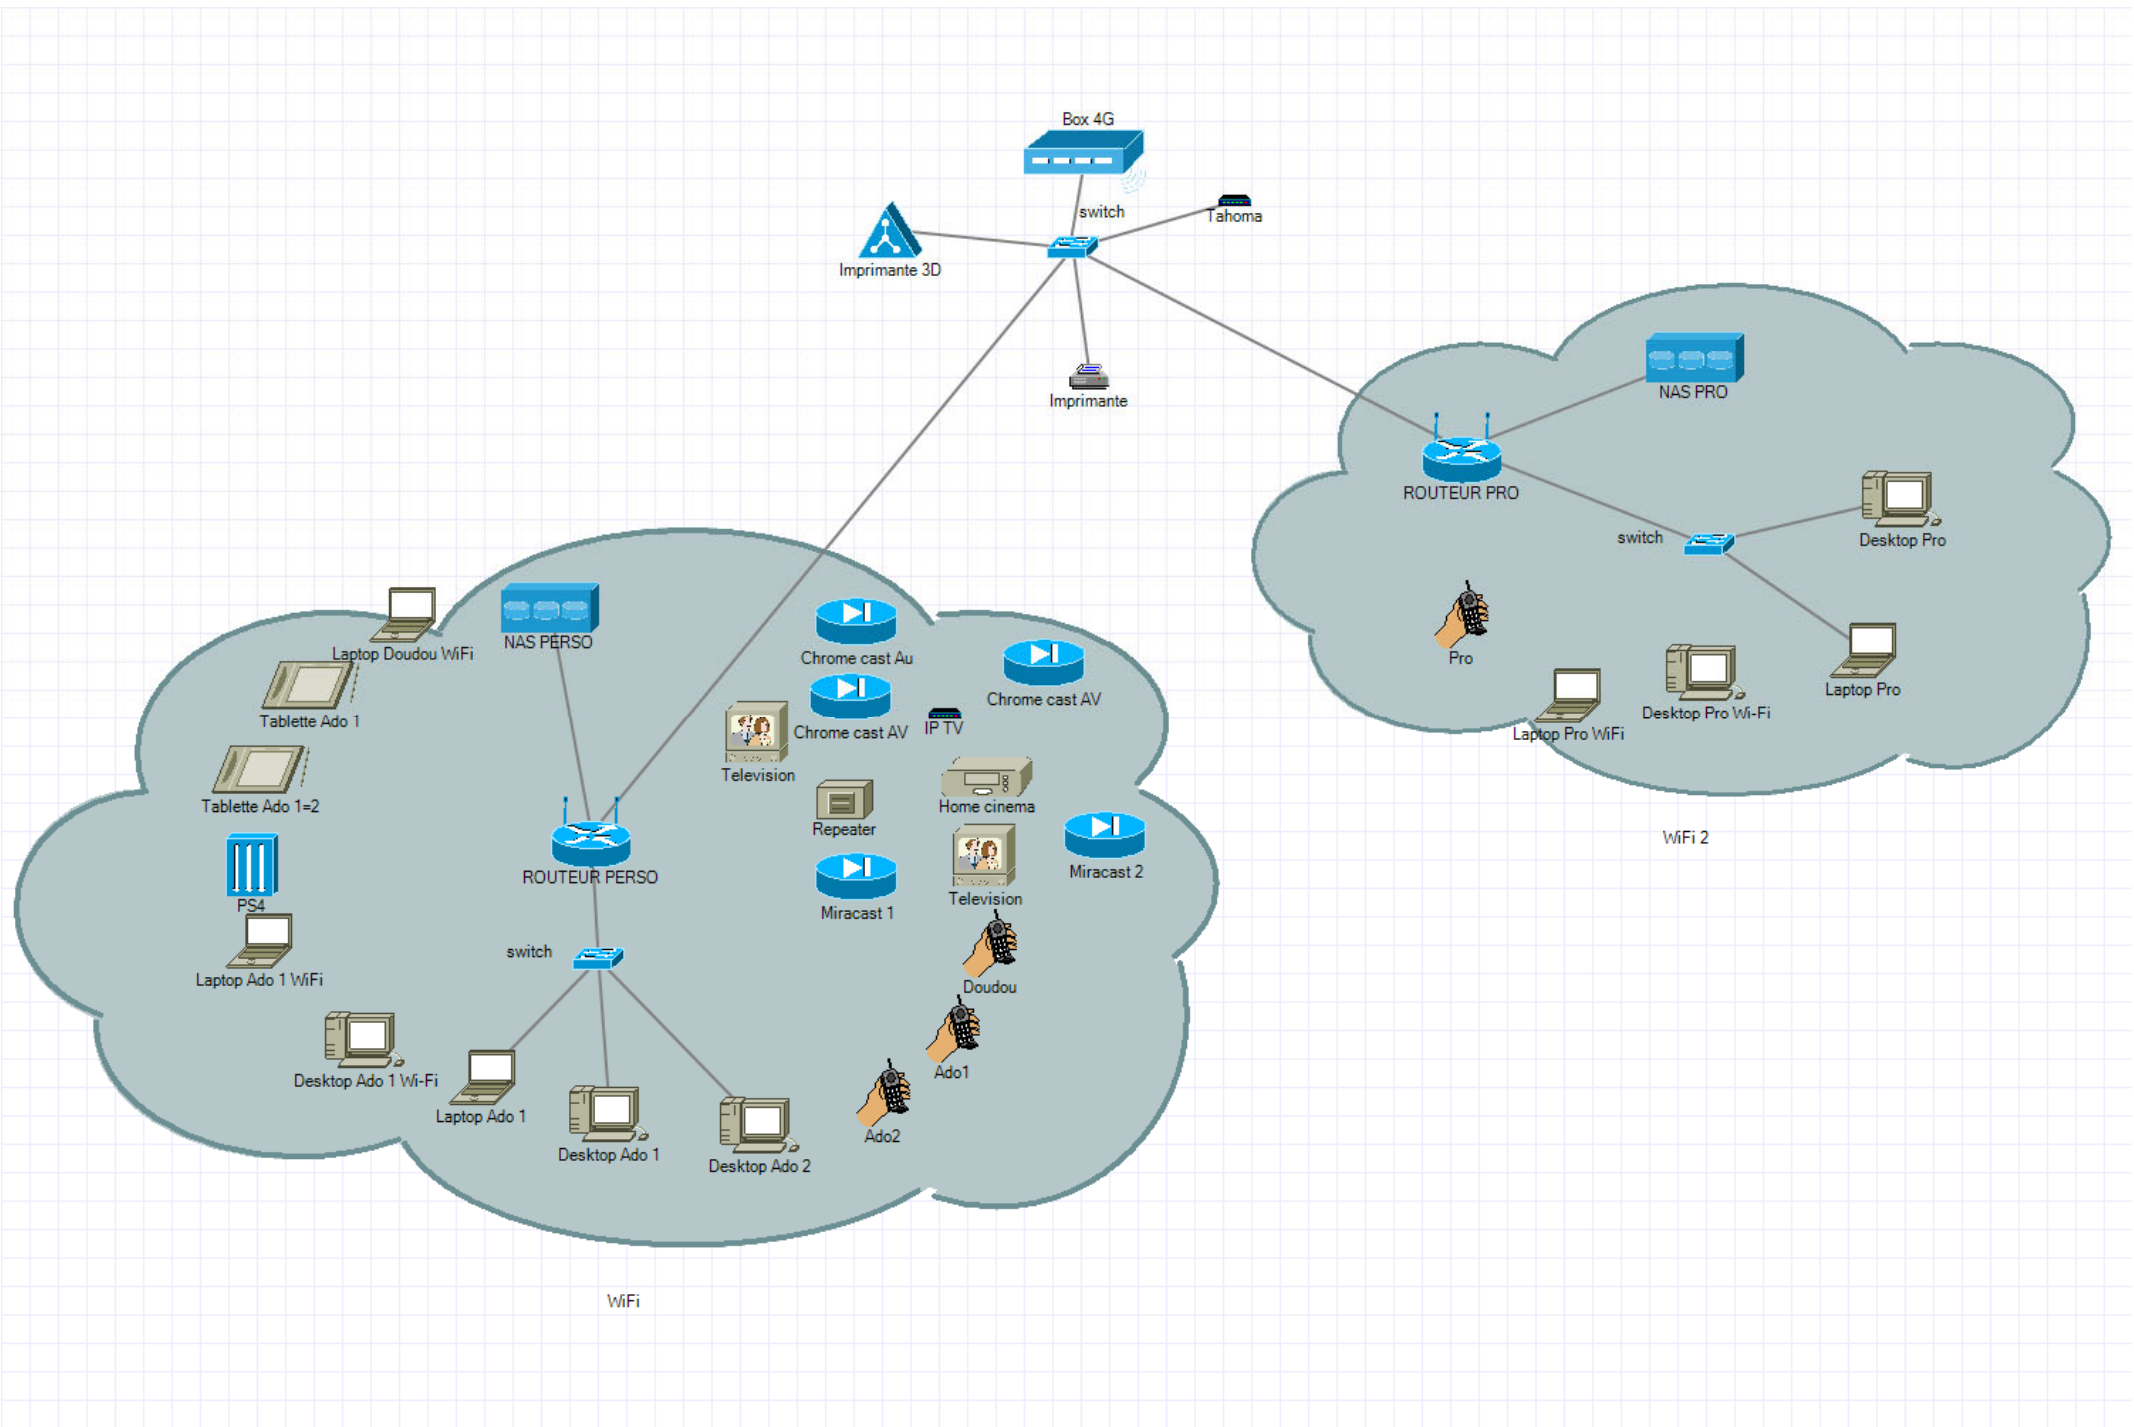 Box 4G
switch
Tahoma
Imprimante 3D
Imprimante
NAS PRO
ROUTEUR PRO
switch
Desktop Pro
Pro
Laptop Pro
Desktop Pro Wi-Fi
Laptop Pro WiFi
WiFi 2
NAS PERSO
Laptop Doudou WiFi
Chrome cast Au
Chrome cast AV
Tablette Ado 1
Chrome cast AV
IP TV
Television
Tablette Ado 1=2
Home cinema
Repeater
Miracast 2
ROUTEUR PERSO
Television
PS4
Miracast 1
switch
Laptop Ado 1 WiFi
Doudou
Ado1
Desktop Ado 1 Wi-Fi
Laptop Ado 1
Ado2
Desktop Ado 1
Desktop Ado 2
WiFi